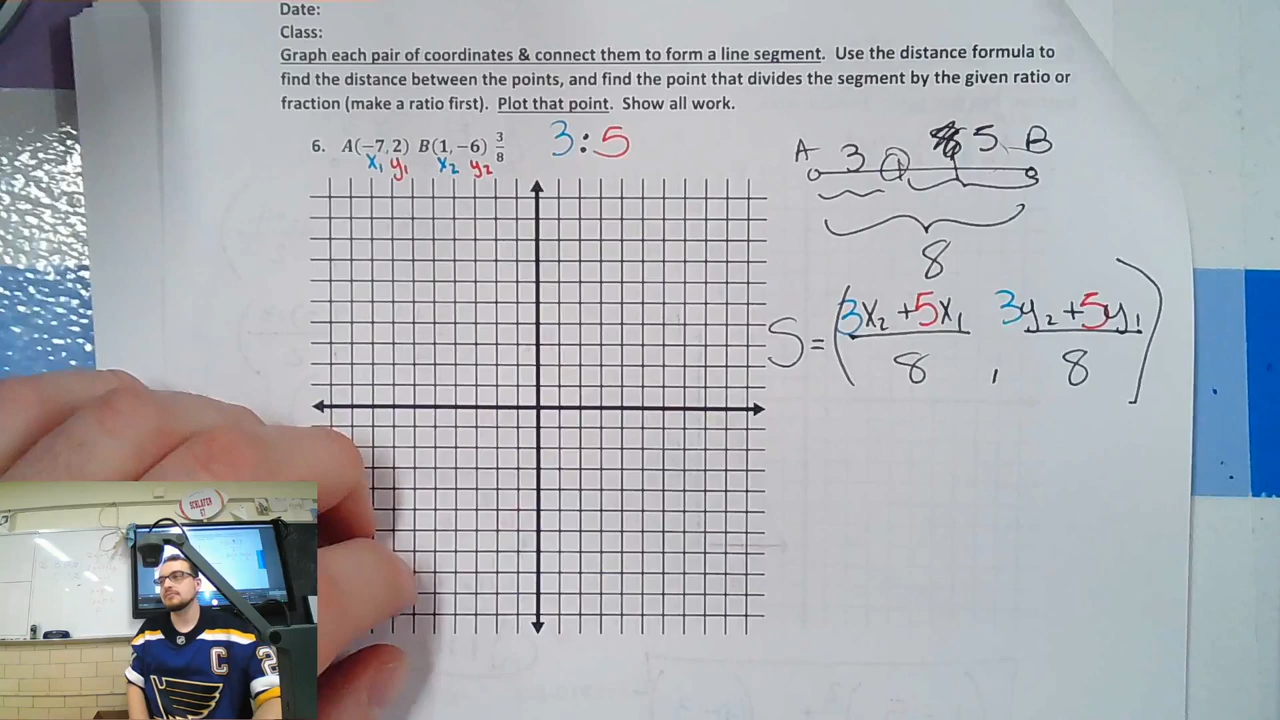 Date:
Class:
Graph each pair of coordinates & connect them to form a line segment. Use the distance formula to
find the distance between the points, and find the point that divides the segment by the given ratio or
fraction (make a ratio first). Plot that point. Show all work.
6. A(−7, 2) B(1, −6) 3/8 3:5
x₁ y₁ x₂ y₂
A 3 5 B
8
S = (3x₂ + 5x₁ / 8 , 3y₂ + 5y₁ / 8)
SCHLATER
67
C
2